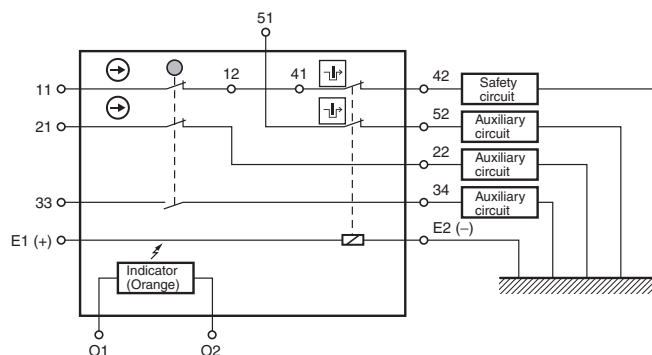 51
11
12
41
42
Safety
circuit
21
52
Auxiliary
circuit
22
Auxiliary
circuit
33
34
Auxiliary
circuit
E1 (+)
E2 (−)
Indicator
(Orange)
O1
O2